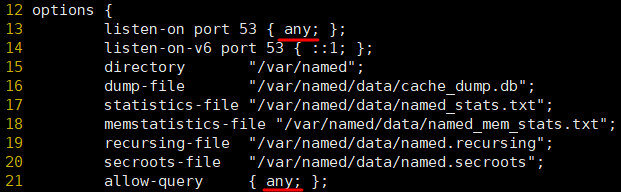 12 options {
13         listen-on port 53 { any; };
14         listen-on-v6 port 53 { ::1; };
15         directory       "/var/named";
16         dump-file       "/var/named/data/cache_dump.db";
17         statistics-file "/var/named/data/named_stats.txt";
18         memstatistics-file "/var/named/data/named_mem_stats.txt";
19         recursing-file  "/var/named/data/named.recursing";
20         secroots-file   "/var/named/data/named.secroots";
21         allow-query     { any; };